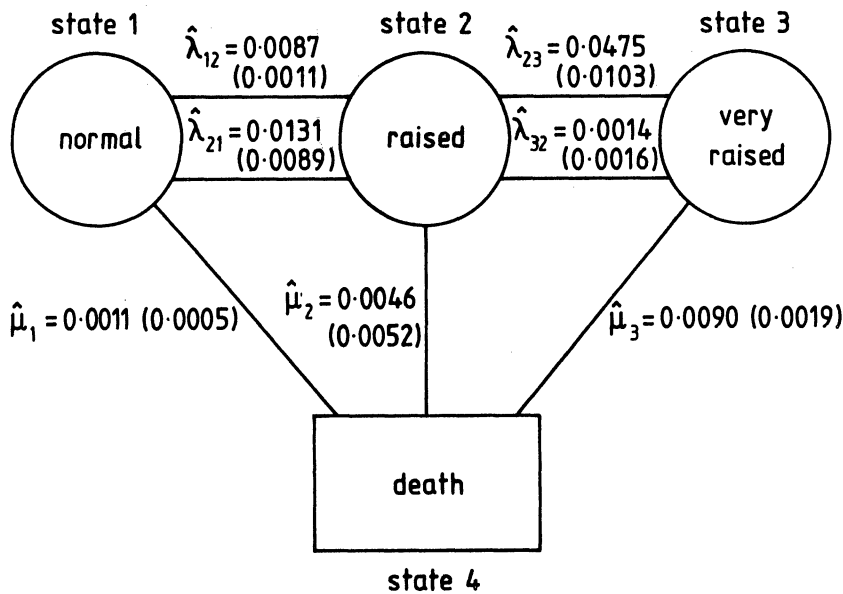 state 1
state 2
state 3
λ̂₁₂ = 0·0087
(0·0011)
λ̂₂₃ = 0·0475
(0·0103)
normal
λ̂₂₁ = 0·0131
(0·0089)
raised
λ̂₃₂ = 0·0014
(0·0016)
very
raised
μ̂₁ = 0·0011 (0·0005)
μ̂₂ = 0·0046
(0·0052)
μ̂₃ = 0·0090 (0·0019)
death
state 4